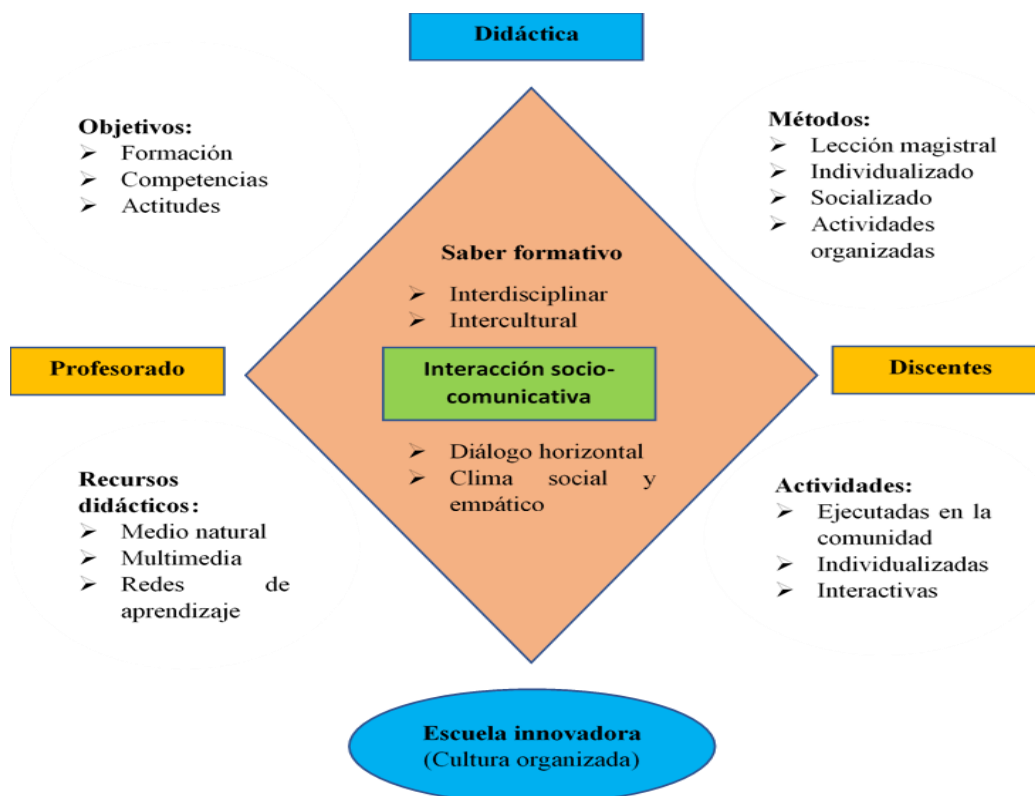 Didáctica
Objetivos:
➢ Formación
➢ Competencias
➢ Actitudes
Métodos:
➢ Lección magistral
➢ Individualizado
➢ Socializado
➢ Actividades
organizadas
Saber formativo
➢ Interdisciplinar
➢ Intercultural
Profesorado
Interacción socio-
comunicativa
Discentes
➢ Diálogo horizontal
➢ Clima social y
empático
Recursos
didácticos:
➢ Medio natural
➢ Multimedia
➢ Redes de
aprendizaje
Actividades:
➢ Ejecutadas en la
comunidad
➢ Individualizadas
➢ Interactivas
Escuela innovadora
(Cultura organizada)